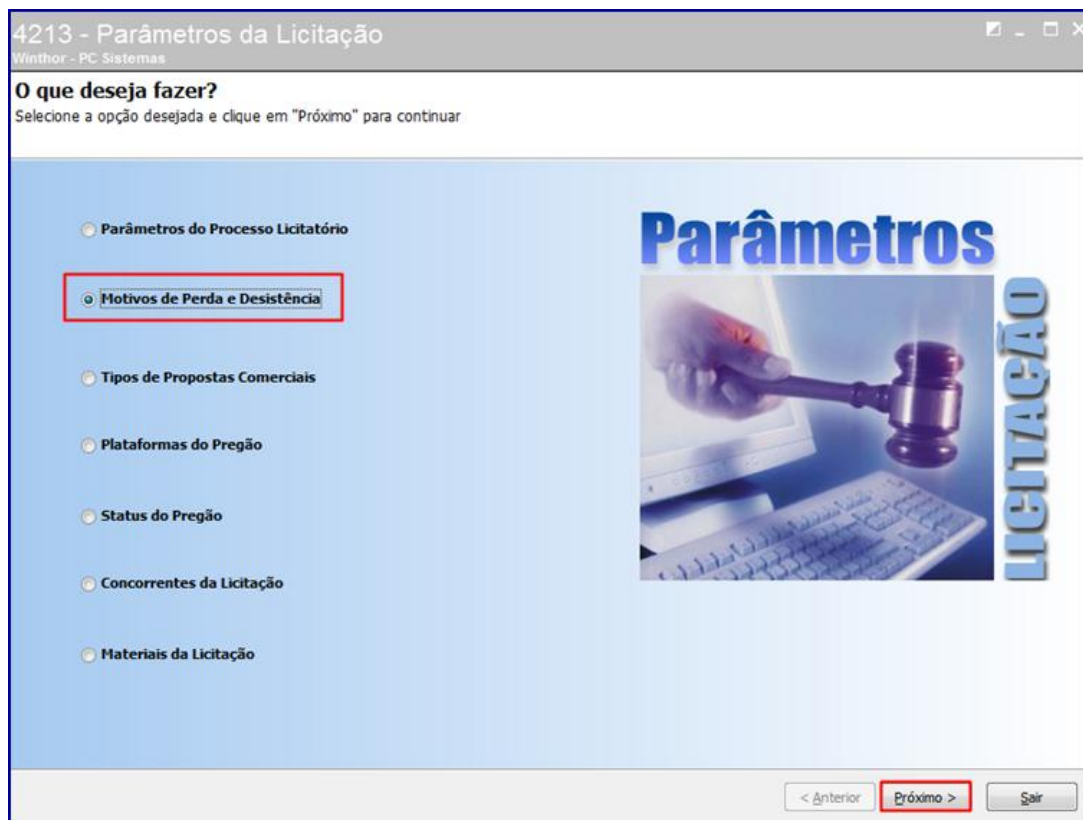 4213 - Parâmetros da Licitação
Winthor - PC Sistemas
O que deseja fazer?
Selecione a opção desejada e clique em "Próximo" para continuar
Parâmetros do Processo Licitatório
Motivos de Perda e Desistência
Tipos de Propostas Comerciais
Plataformas do Pregão
Status do Pregão
Concorrentes da Licitação
Materiais da Licitação
Parâmetros
LICITAÇÃO
< Anterior
Próximo >
Sair